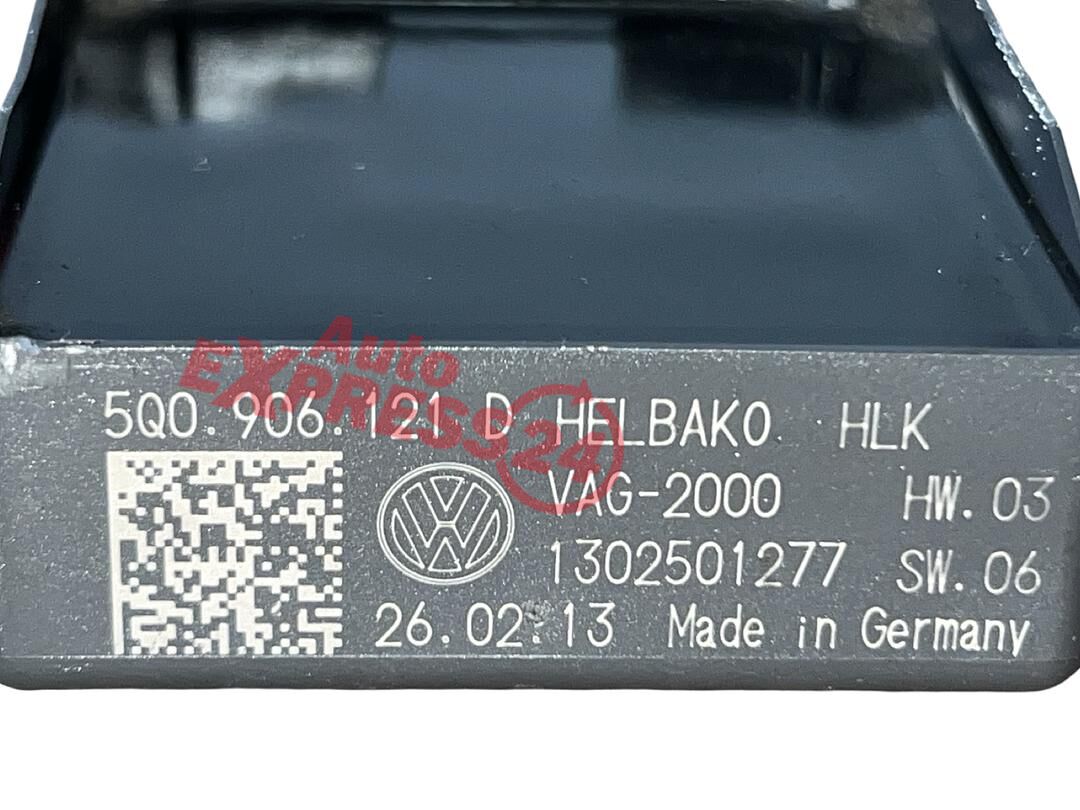 Auto
EXPRESS24
5Q0.906.121 D HELBAKO HLK
VAG-2000 HW.03
1302501277 SW.06
26.02.13 Made in Germany